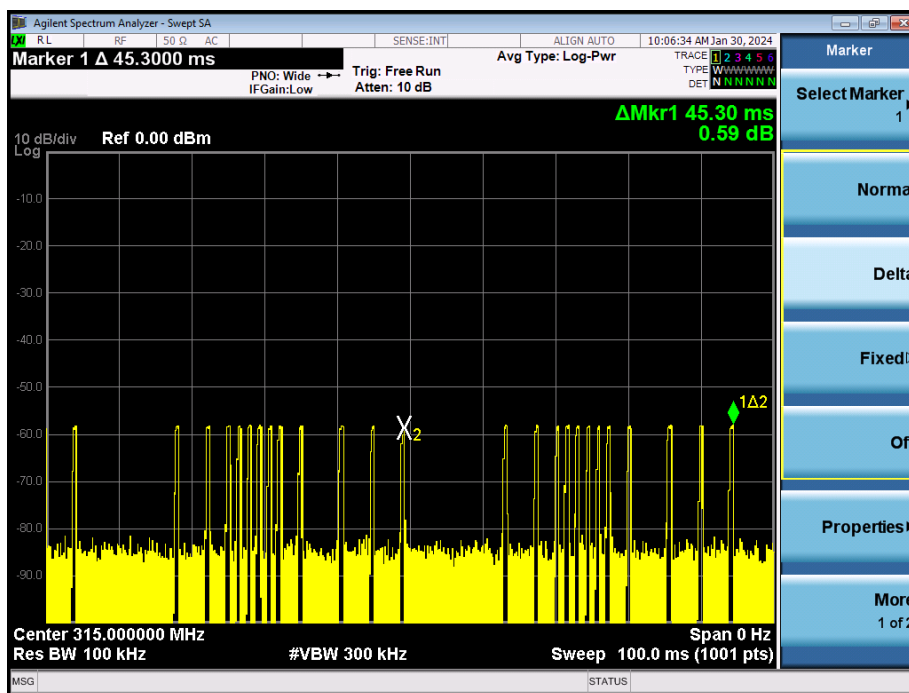 Agilent Spectrum Analyzer - Swept SA
LXI RL RF 50 Ω AC SENSE:INT ALIGN AUTO 10:06:34 AM Jan 30, 2024
Marker 1 Δ 45.3000 ms
PNO: Wide
IFGain:Low
Trig: Free Run
Atten: 10 dB
Avg Type: Log-Pwr
TRACE 1 2 3 4 5 6
TYPE WWWWWW
DET N N N N N N
ΔMkr1 45.30 ms
0.59 dB
10 dB/div
Log
Ref 0.00 dBm
-10.0
-20.0
-30.0
-40.0
-50.0
-60.0
-70.0
-80.0
-90.0
1Δ2
X2
Center 315.000000 MHz
Span 0 Hz
Res BW 100 kHz
#VBW 300 kHz
Sweep 100.0 ms (1001 pts)
MSG
STATUS
Marker
Select Marker
1
Norma
Delta
Fixed
Of
Properties
More
1 of 2